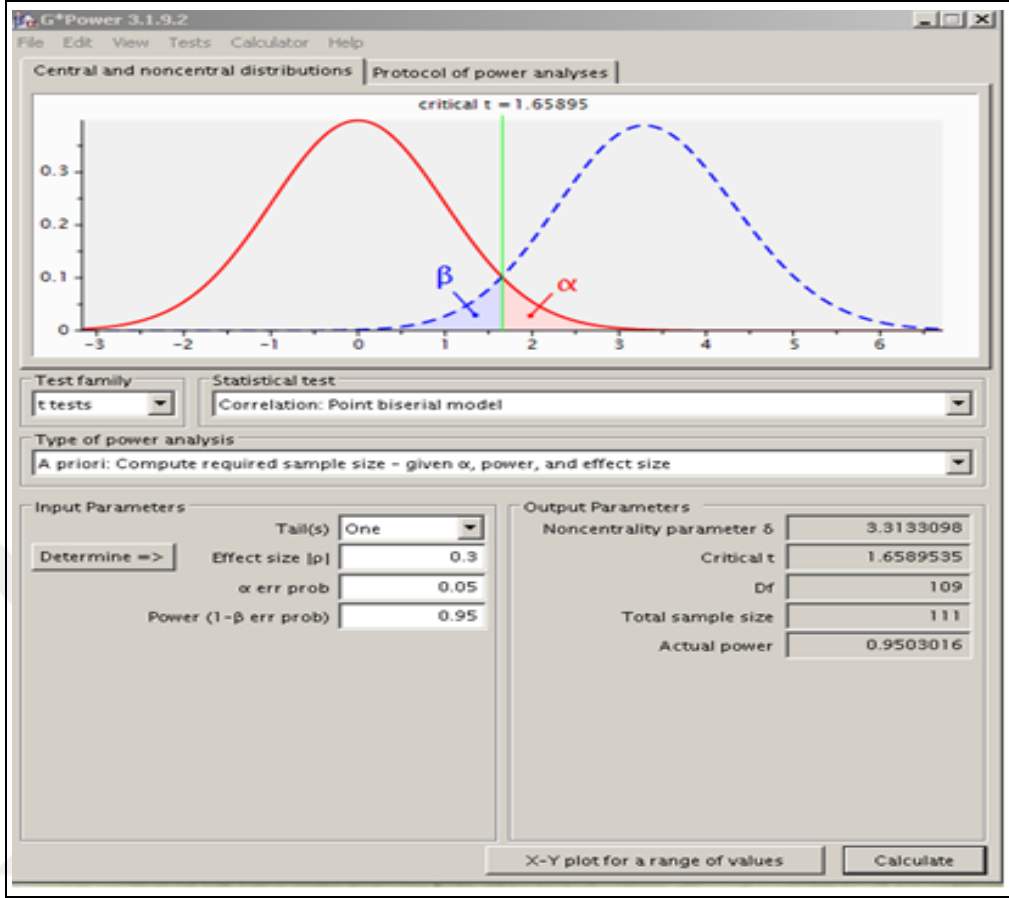 G*Power 3.1.9.2
File Edit View Tests Calculator Help
Central and noncentral distributions Protocol of power analyses
critical t = 1.65895
0.3
0.2
0.1
0
β
α
-3 -2 -1 0 1 2 3 4 5 6
Test family Statistical test
t tests Correlation: Point biserial model
Type of power analysis
A priori: Compute required sample size - given α, power, and effect size
Input Parameters
Tail(s) One
Determine => Effect size |ρ| 0.3
α err prob 0.05
Power (1-β err prob) 0.95
Output Parameters
Noncentrality parameter δ 3.3133098
Critical t 1.6589535
Df 109
Total sample size 111
Actual power 0.9503016
X-Y plot for a range of values Calculate